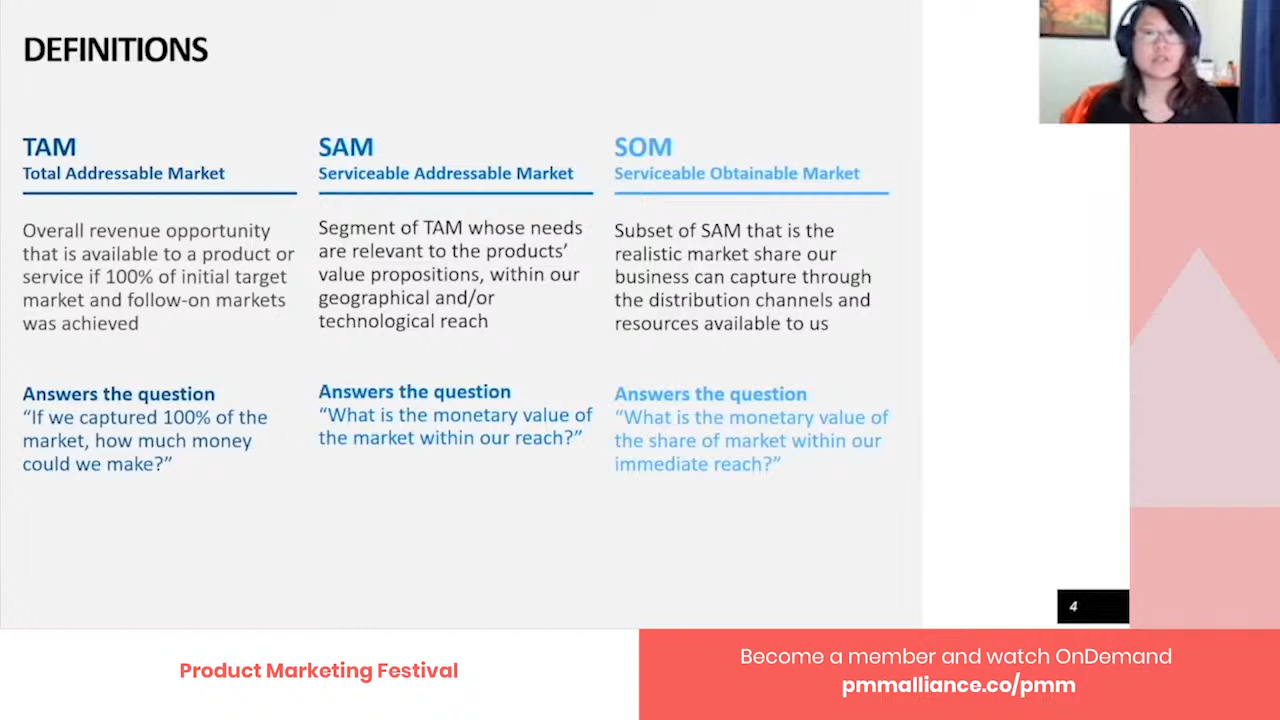 DEFINITIONS
TAM
Total Addressable Market
Overall revenue opportunity
that is available to a product or
service if 100% of initial target
market and follow-on markets
was achieved
Answers the question
“If we captured 100% of the
market, how much money
could we make?”
SAM
Serviceable Addressable Market
Segment of TAM whose needs
are relevant to the products’
value propositions, within our
geographical and/or
technological reach
Answers the question
“What is the monetary value of
the market within our reach?”
SOM
Serviceable Obtainable Market
Subset of SAM that is the
realistic market share our
business can capture through
the distribution channels and
resources available to us
Answers the question
“What is the monetary value of
the share of market within our
immediate reach?”
4
Product Marketing Festival
Become a member and watch OnDemand
pmmalliance.co/pmm